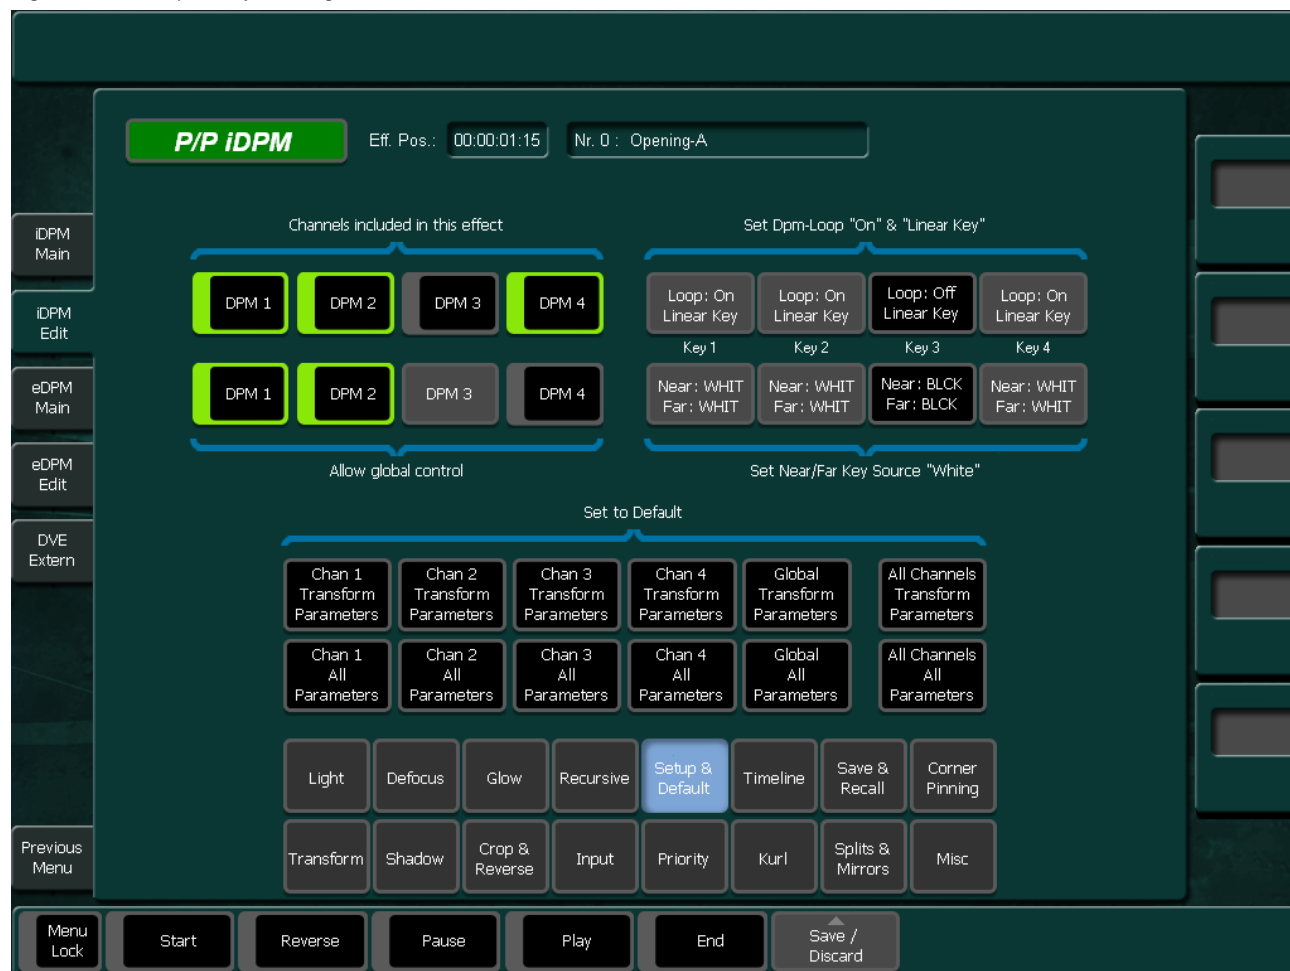 P/P iDPM
Eff. Pos.: 00:00:01:15
Nr. 0 : Opening-A
Channels included in this effect
Set Dpm-Loop "On" & "Linear Key"
iDPM
Main
iDPM
Edit
eDPM
Main
eDPM
Edit
DVE
Extern
Previous
Menu
DPM 1
DPM 2
DPM 3
DPM 4
Loop: On
Linear Key
Loop: On
Linear Key
Loop: Off
Linear Key
Loop: On
Linear Key
Key 1
Key 2
Key 3
Key 4
DPM 1
DPM 2
DPM 3
DPM 4
Near: WHIT
Far: WHIT
Near: WHIT
Far: WHIT
Near: BLCK
Far: BLCK
Near: WHIT
Far: WHIT
Allow global control
Set Near/Far Key Source "White"
Set to Default
Chan 1
Transform
Parameters
Chan 2
Transform
Parameters
Chan 3
Transform
Parameters
Chan 4
Transform
Parameters
Global
Transform
Parameters
All Channels
Transform
Parameters
Chan 1
All
Parameters
Chan 2
All
Parameters
Chan 3
All
Parameters
Chan 4
All
Parameters
Global
All
Parameters
All Channels
All
Parameters
Light
Defocus
Glow
Recursive
Setup &
Default
Timeline
Save &
Recall
Corner
Pinning
Transform
Shadow
Crop &
Reverse
Input
Priority
Kurl
Splits &
Mirrors
Misc
Menu
Lock
Start
Reverse
Pause
Play
End
Save /
Discard